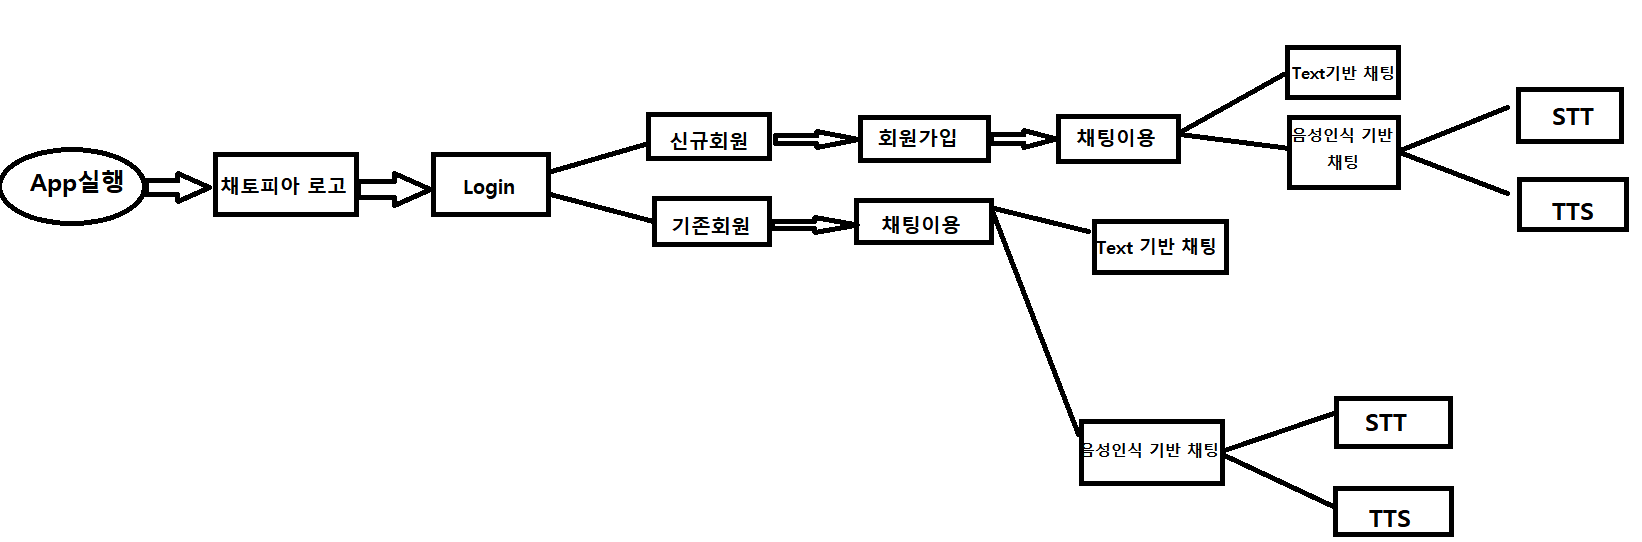 App실행
채토피아 로고
Login
신규회원
회원가입
채팅이용
Text기반 채팅
음성인식 기반
채팅
STT
TTS
기존회원
채팅이용
Text 기반 채팅
음성인식 기반 채팅
STT
TTS